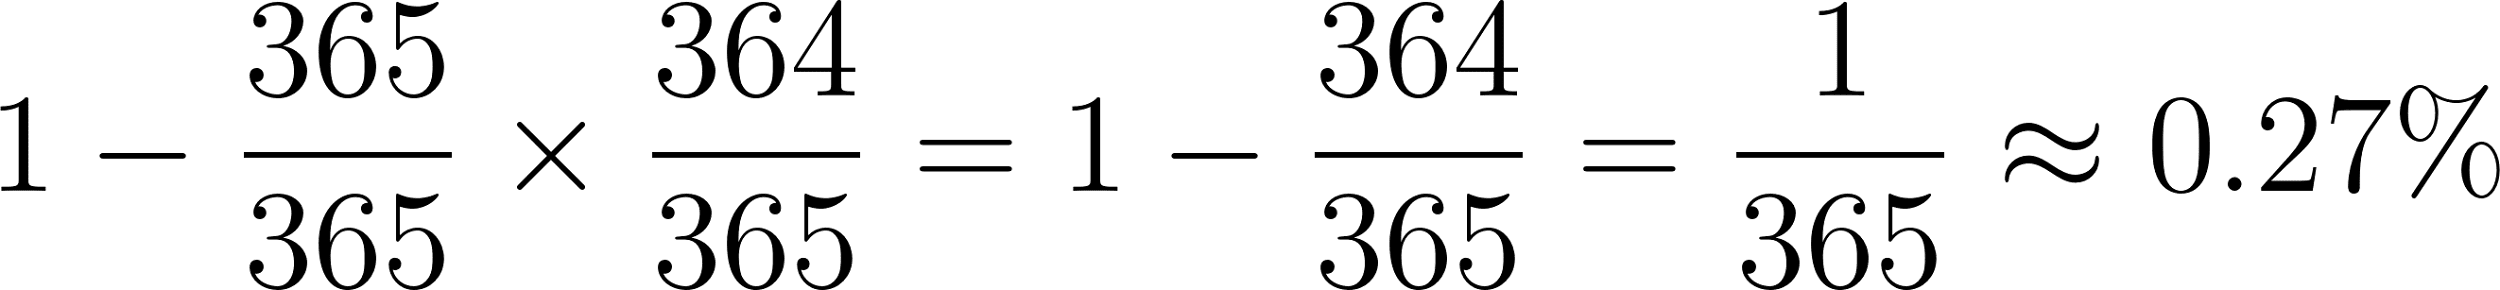 1 − 365/365 × 364/365 = 1 − 364/365 = 1/365 ≈ 0.27%